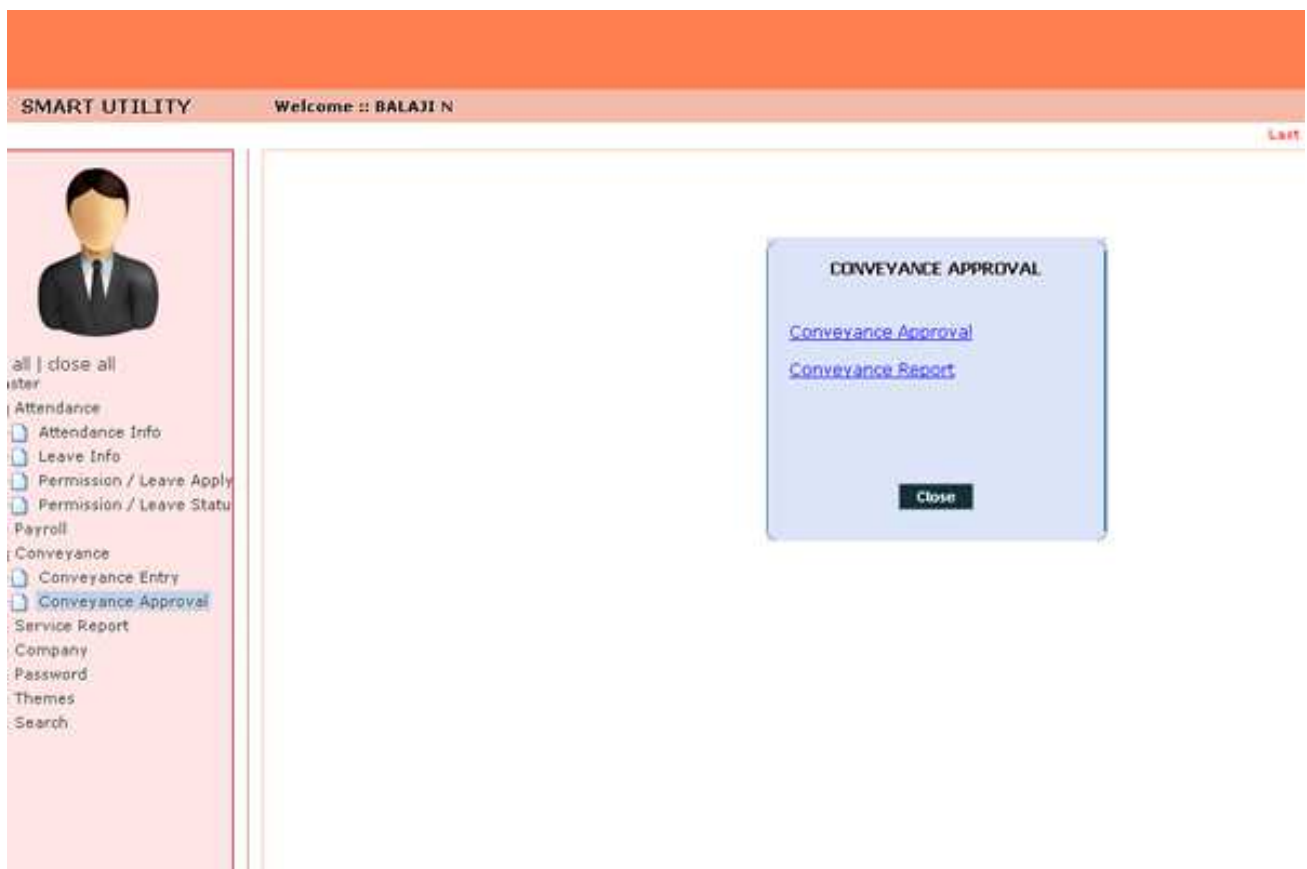 SMART UTILITY
Welcome :: BALAJI N
Last
all | close all
ster
Attendance
Attendance Info
Leave Info
Permission / Leave Apply
Permission / Leave Statu
Payroll
Conveyance
Conveyance Entry
Conveyance Approval
Service Report
Company
Password
Themes
Search
CONVEYANCE APPROVAL
Conveyance Approval
Conveyance Report
Close